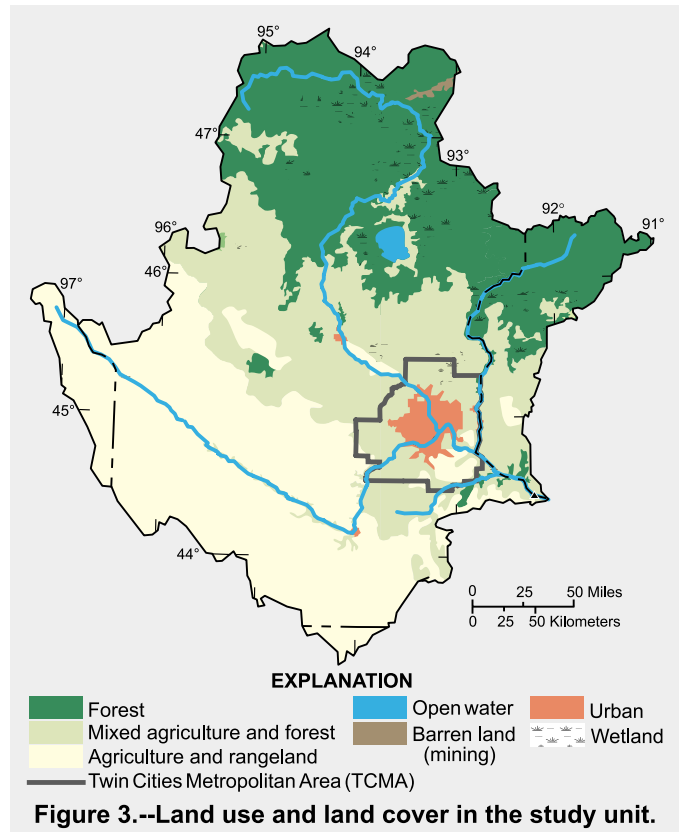 95°
94°
47°
93°
92°
91°
96°
46°
97°
45°
44°
0 25 50 Miles
0 25 50 Kilometers
EXPLANATION
Forest
Open water
Urban
Mixed agriculture and forest
Barren land
(mining)
Wetland
Agriculture and rangeland
Twin Cities Metropolitan Area (TCMA)
Figure 3.--Land use and land cover in the study unit.